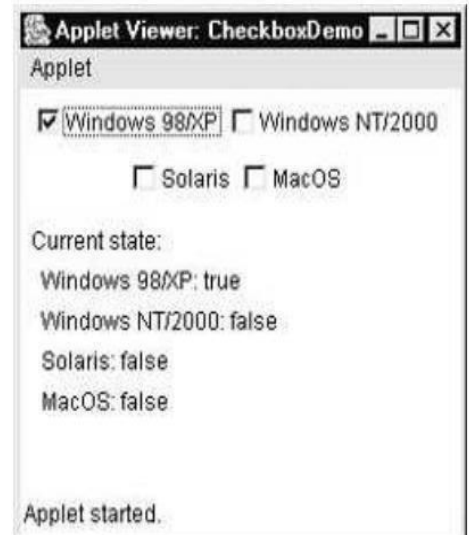 Applet Viewer: CheckboxDemo
Applet
Windows 98/XP Windows NT/2000
Solaris MacOS
Current state:
Windows 98/XP: true
Windows NT/2000: false
Solaris: false
MacOS: false
Applet started.